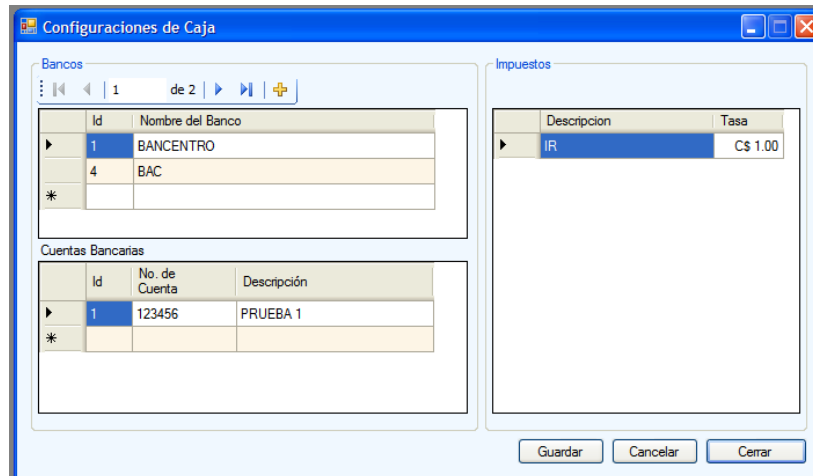 Configuraciones de Caja
Bancos
1 de 2
Id Nombre del Banco
1 BANCENTRO
4 BAC
Cuentas Bancarias
Id No. de Cuenta Descripción
1 123456 PRUEBA 1
Impuestos
Descripcion Tasa
IR C$ 1.00
Guardar Cancelar Cerrar